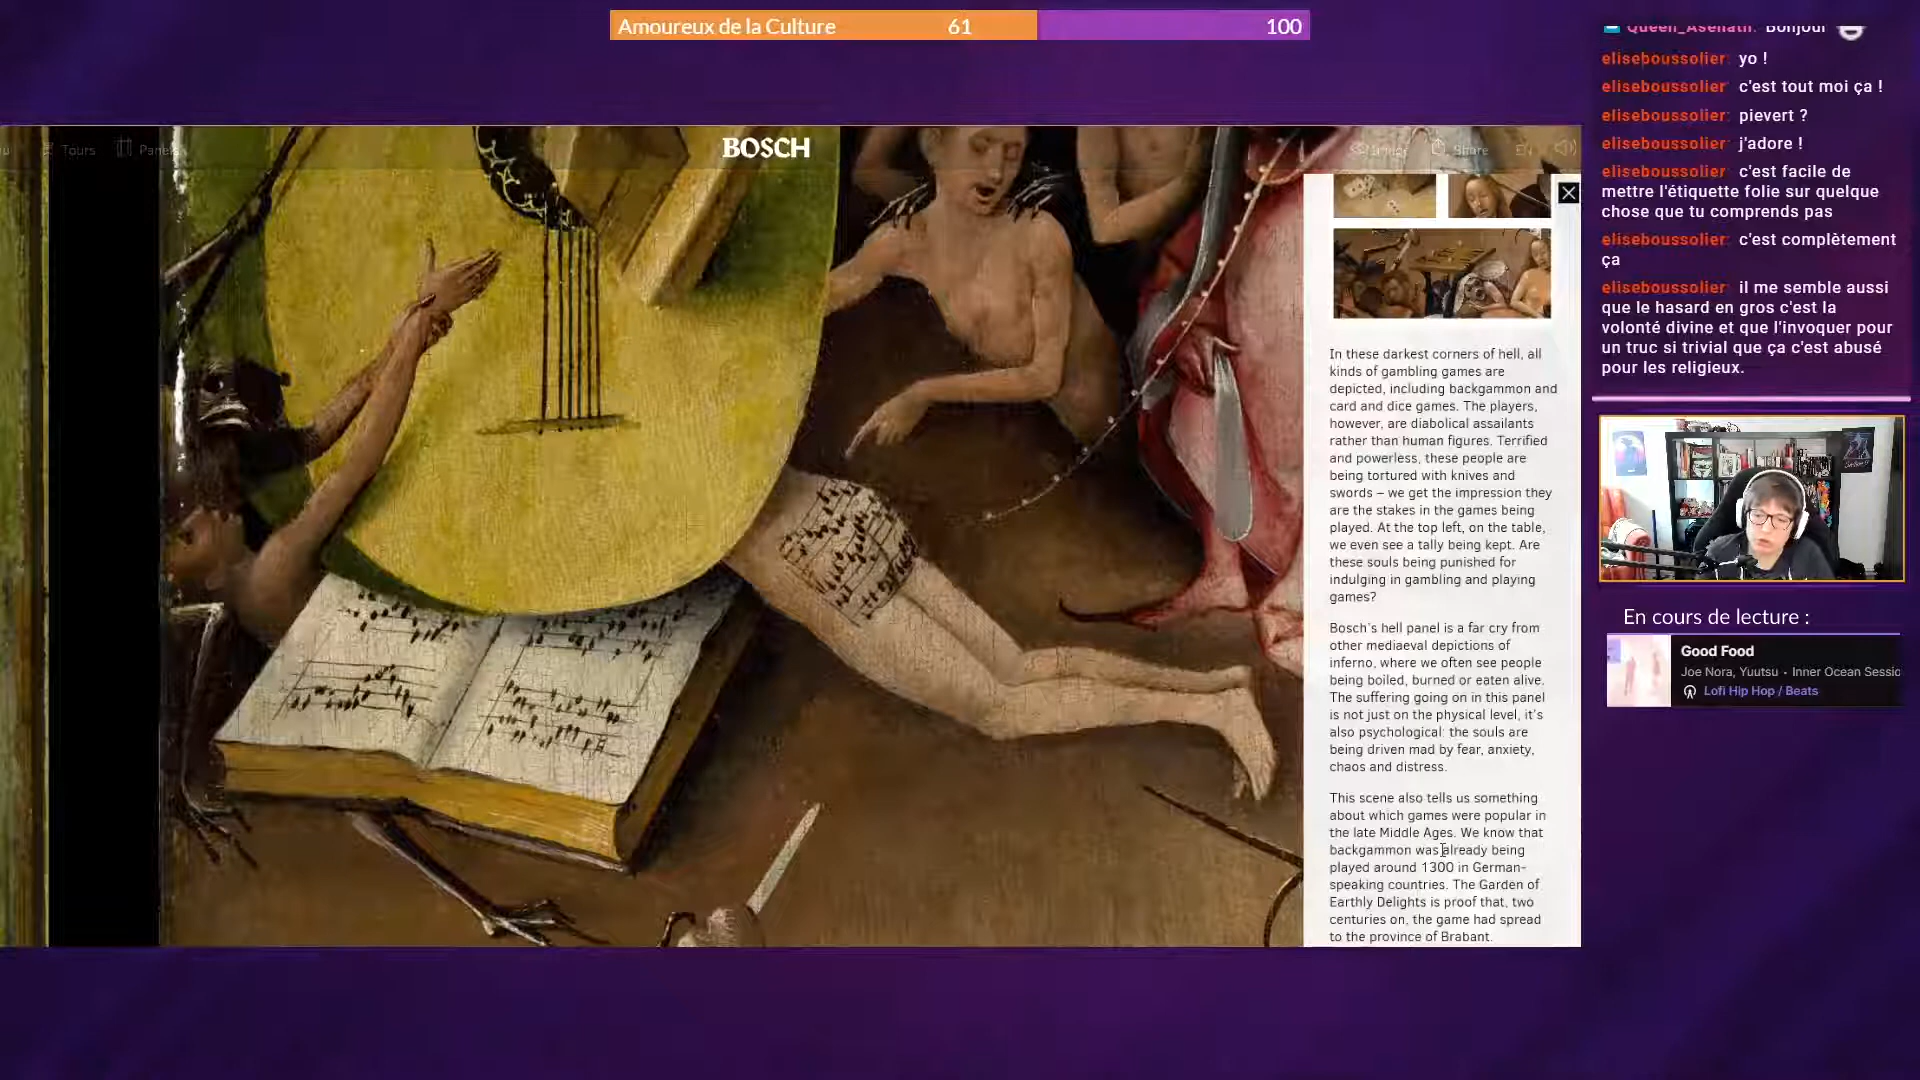 Amoureux de la Culture 61 100
Tours
Panels
BOSCH
Share
EN
In these darkest corners of hell, all
kinds of gambling games are
depicted, including backgammon and
card and dice games. The players,
however, are diabolical assailants
rather than human figures. Terrified
and powerless, these people are
being tortured with knives and
swords – we get the impression they
are the stakes in the games being
played. At the top left, on the table,
we even see a tally being kept. Are
these souls being punished for
indulging in gambling and playing
games?
Bosch's hell panel is a far cry from
other mediaeval depictions of
inferno, where we often see people
being boiled, burned or eaten alive.
The suffering going on in this panel
is not just on the physical level, it's
also psychological: the souls are
being driven mad by fear, anxiety,
chaos and distress.
This scene also tells us something
about which games were popular in
the late Middle Ages. We know that
backgammon was already being
played around 1300 in German-
speaking countries. The Garden of
Earthly Delights is proof that, two
centuries on, the game had spread
to the province of Brabant.
Queen_Asenath: Bonjour
eliseboussolier: yo !
eliseboussolier: c'est tout moi ça !
eliseboussolier: pievert ?
eliseboussolier: j'adore !
eliseboussolier: c'est facile de
mettre l'étiquette folie sur quelque
chose que tu comprends pas
eliseboussolier: c'est complètement
ça
eliseboussolier: il me semble aussi
que le hasard en gros c'est la
volonté divine et que l'invoquer pour
un truc si trivial que ça c'est abusé
pour les religieux.
En cours de lecture :
Good Food
Joe Nora, Yuutsu • Inner Ocean Sessio
Lofi Hip Hop / Beats